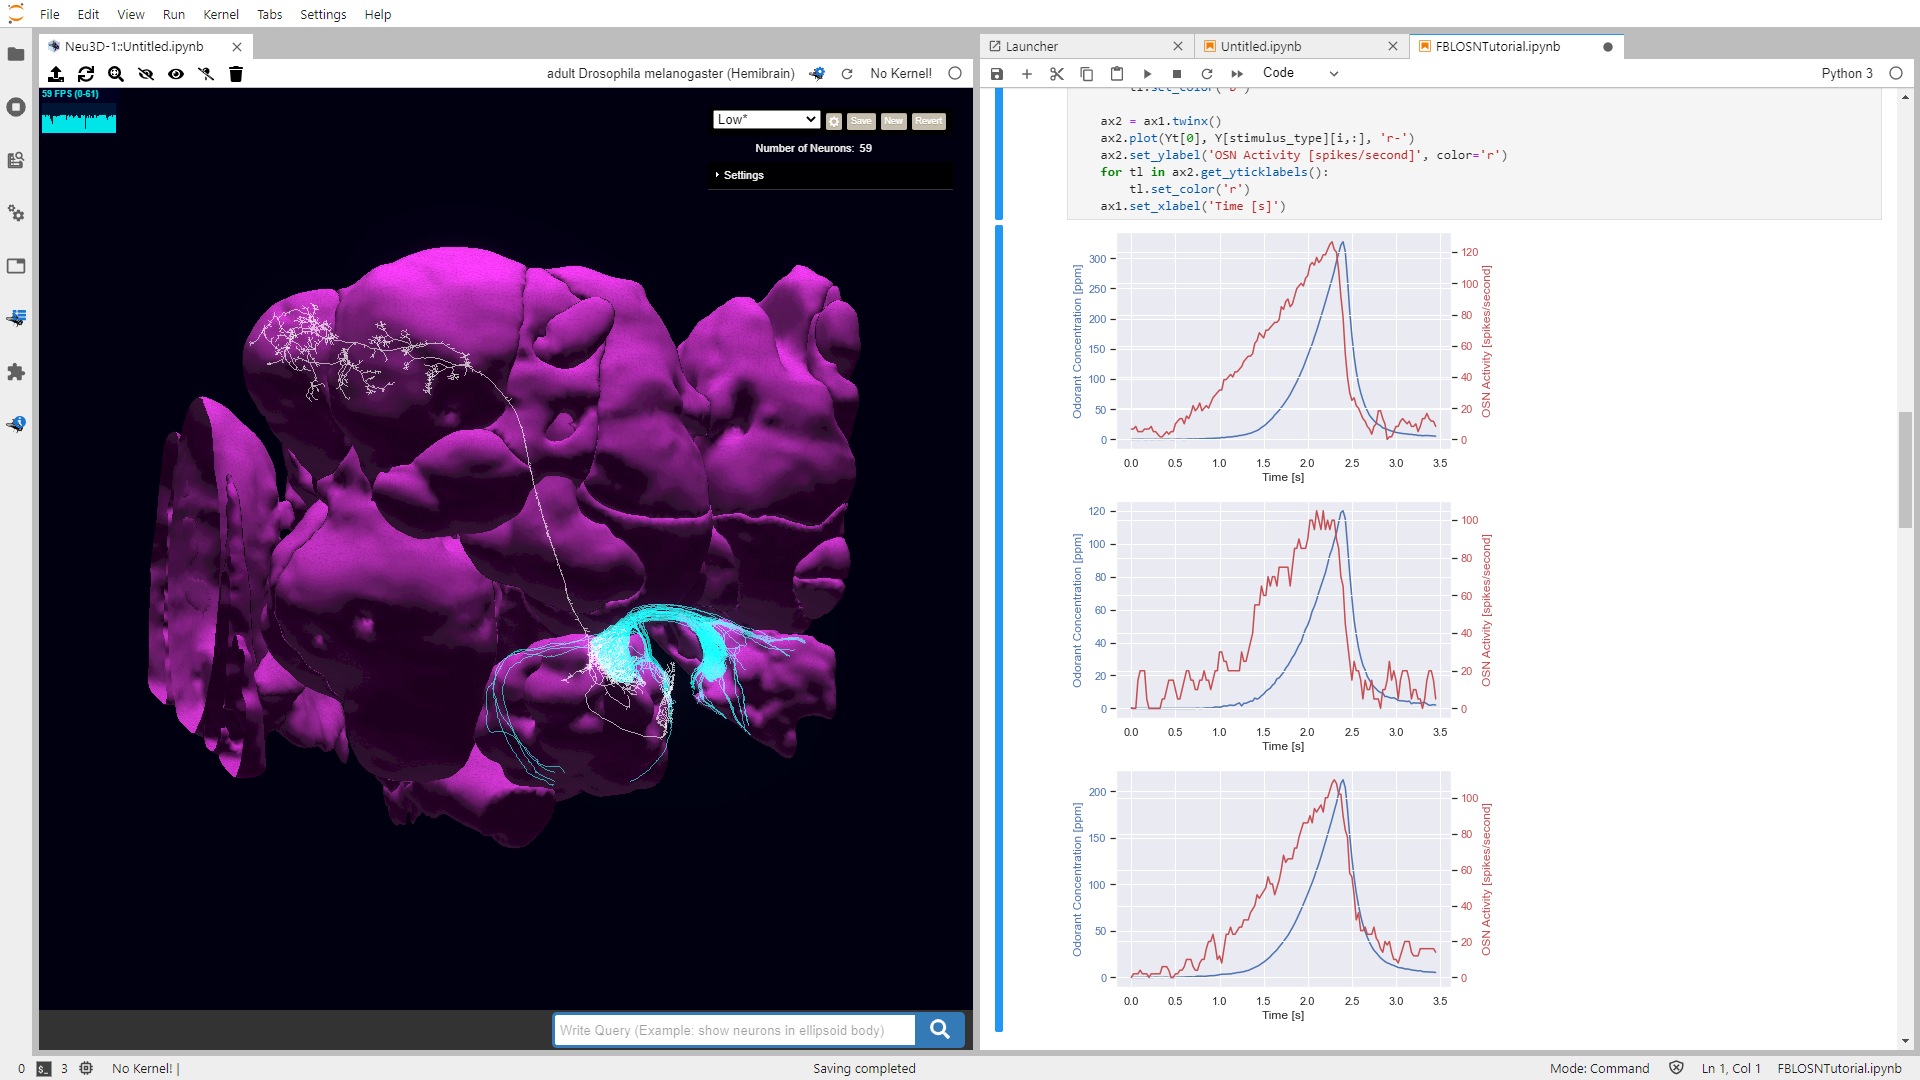 File Edit View Run Kernel Tabs Settings Help
Neu3D-1::Untitled.ipynb
adult Drosophila melanogaster (Hemibrain) No Kernel!
59 FPS (0-61)
Low* Save New Revert
Number of Neurons: 59
Settings
Write Query (Example: show neurons in ellipsoid body)
Launcher Untitled.ipynb FBLOSNTutorial.ipynb
Code Python 3
tl.set_color('b')
ax2 = ax1.twinx()
ax2.plot(Yt[0], Y[stimulus_type][i,:], 'r-')
ax2.set_ylabel('OSN Activity [spikes/second]', color='r')
for tl in ax2.get_yticklabels():
tl.set_color('r')
ax1.set_xlabel('Time [s]')
Odorant Concentration [ppm]
300
250
200
150
100
50
0
120
100
80
60
40
20
0
OSN Activity [spikes/second]
0.0 0.5 1.0 1.5 2.0 2.5 3.0 3.5
Time [s]
Odorant Concentration [ppm]
120
100
80
60
40
20
0
100
80
60
40
20
0
OSN Activity [spikes/second]
0.0 0.5 1.0 1.5 2.0 2.5 3.0 3.5
Time [s]
Odorant Concentration [ppm]
200
150
100
50
0
100
80
60
40
20
0
OSN Activity [spikes/second]
0.0 0.5 1.0 1.5 2.0 2.5 3.0 3.5
Time [s]
0 $_ 3 No Kernel! | Saving completed Mode: Command Ln 1, Col 1 FBLOSNTutorial.ipynb